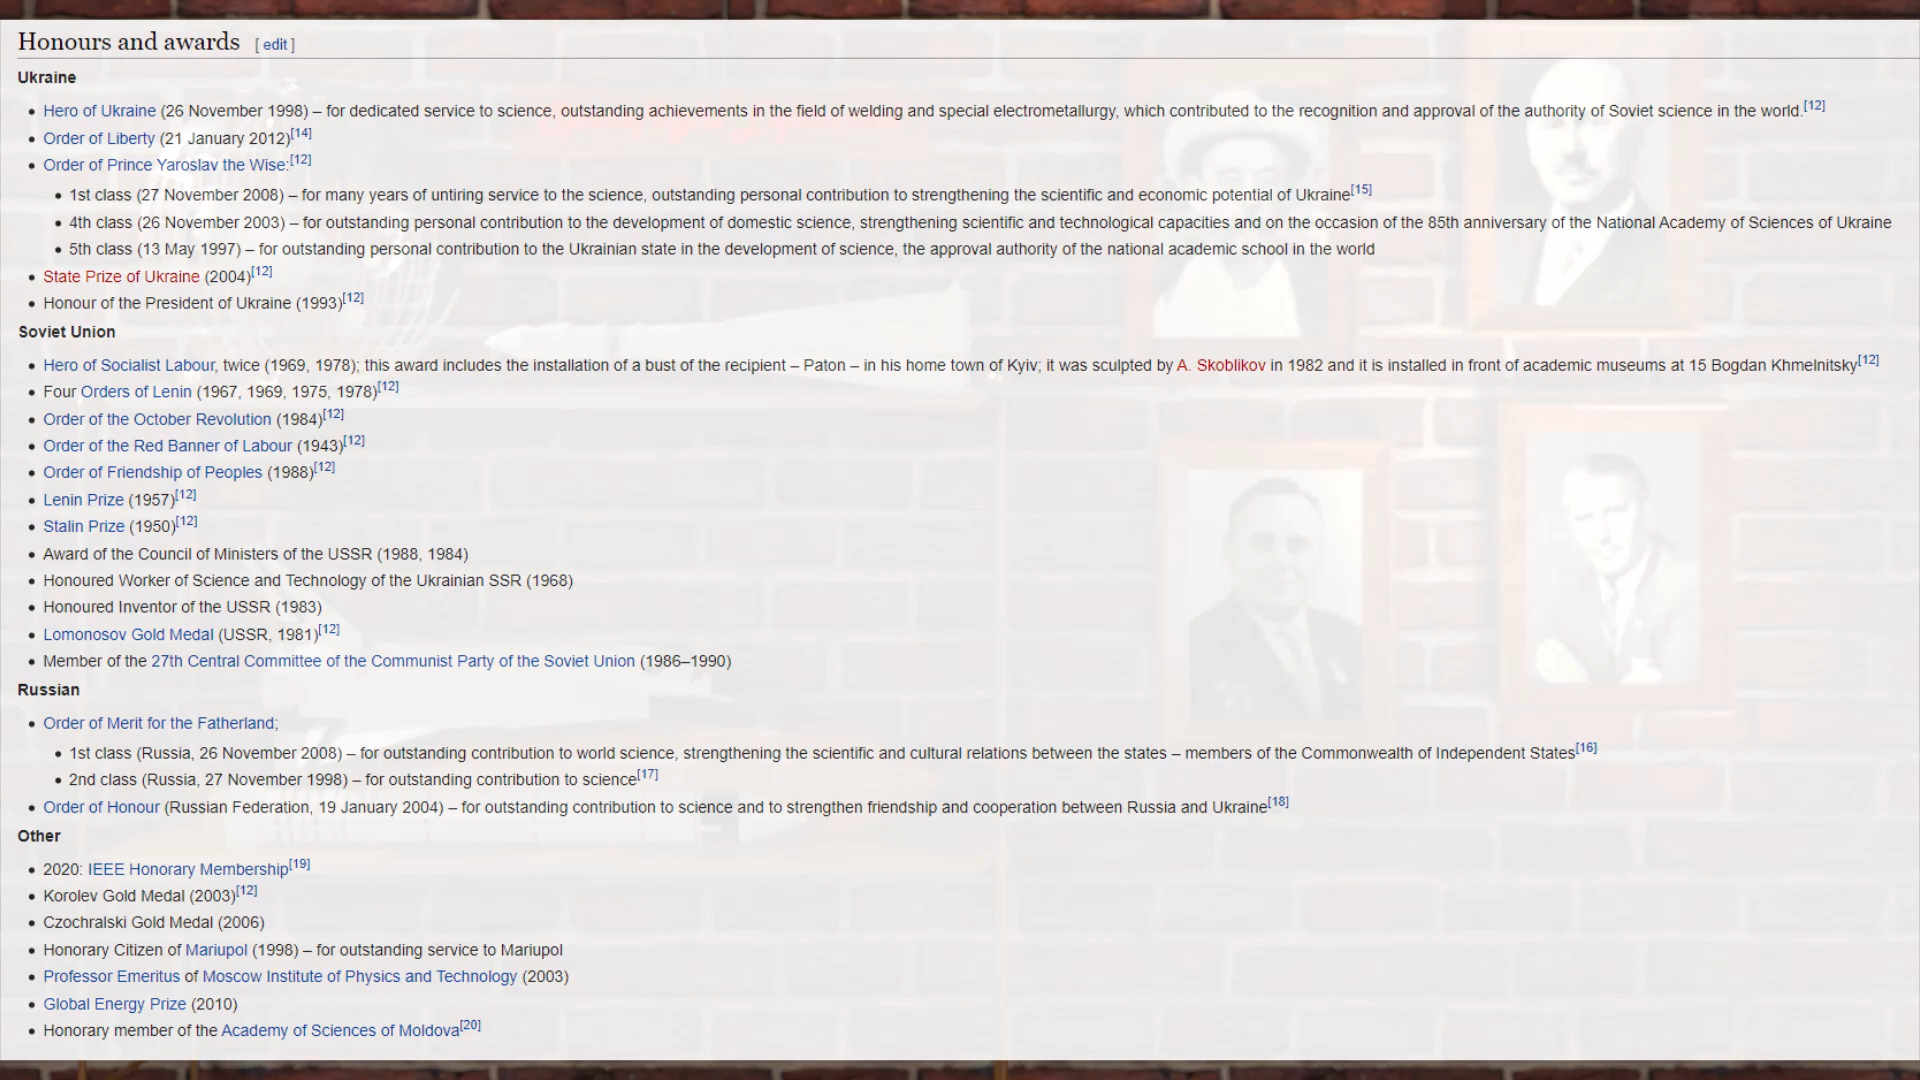 Honours and awards [ edit ]
Ukraine
Hero of Ukraine (26 November 1998) – for dedicated service to science, outstanding achievements in the field of welding and special electrometallurgy, which contributed to the recognition and approval of the authority of Soviet science in the world.[12]
Order of Liberty (21 January 2012)[14]
Order of Prince Yaroslav the Wise:[12]
1st class (27 November 2008) – for many years of untiring service to the science, outstanding personal contribution to strengthening the scientific and economic potential of Ukraine[15]
4th class (26 November 2003) – for outstanding personal contribution to the development of domestic science, strengthening scientific and technological capacities and on the occasion of the 85th anniversary of the National Academy of Sciences of Ukraine
5th class (13 May 1997) – for outstanding personal contribution to the Ukrainian state in the development of science, the approval authority of the national academic school in the world
State Prize of Ukraine (2004)[12]
Honour of the President of Ukraine (1993)[12]
Soviet Union
Hero of Socialist Labour, twice (1969, 1978); this award includes the installation of a bust of the recipient – Paton – in his home town of Kyiv; it was sculpted by A. Skoblikov in 1982 and it is installed in front of academic museums at 15 Bogdan Khmelnitsky[12]
Four Orders of Lenin (1967, 1969, 1975, 1978)[12]
Order of the October Revolution (1984)[12]
Order of the Red Banner of Labour (1943)[12]
Order of Friendship of Peoples (1988)[12]
Lenin Prize (1957)[12]
Stalin Prize (1950)[12]
Award of the Council of Ministers of the USSR (1988, 1984)
Honoured Worker of Science and Technology of the Ukrainian SSR (1968)
Honoured Inventor of the USSR (1983)
Lomonosov Gold Medal (USSR, 1981)[12]
Member of the 27th Central Committee of the Communist Party of the Soviet Union (1986–1990)
Russian
Order of Merit for the Fatherland;
1st class (Russia, 26 November 2008) – for outstanding contribution to world science, strengthening the scientific and cultural relations between the states – members of the Commonwealth of Independent States[16]
2nd class (Russia, 27 November 1998) – for outstanding contribution to science[17]
Order of Honour (Russian Federation, 19 January 2004) – for outstanding contribution to science and to strengthen friendship and cooperation between Russia and Ukraine[18]
Other
2020: IEEE Honorary Membership[19]
Korolev Gold Medal (2003)[12]
Czochralski Gold Medal (2006)
Honorary Citizen of Mariupol (1998) – for outstanding service to Mariupol
Professor Emeritus of Moscow Institute of Physics and Technology (2003)
Global Energy Prize (2010)
Honorary member of the Academy of Sciences of Moldova[20]